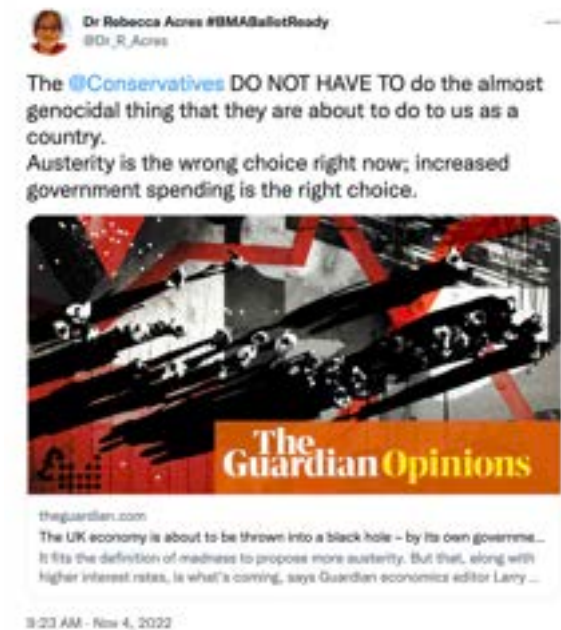 Dr Rebecca Acres #BMABallotReady
@Dr_R_Acres
The @Conservatives DO NOT HAVE TO do the almost
genocidal thing that they are about to do to us as a
country.
Austerity is the wrong choice right now; increased
government spending is the right choice.
The
Guardian Opinions
theguardian.com
The UK economy is about to be thrown into a black hole – by its own governme...
It fits the definition of madness to propose more austerity. But that, along with
higher interest rates, is what's coming, says Guardian economics editor Larry ...
9:23 AM · Nov 4, 2022